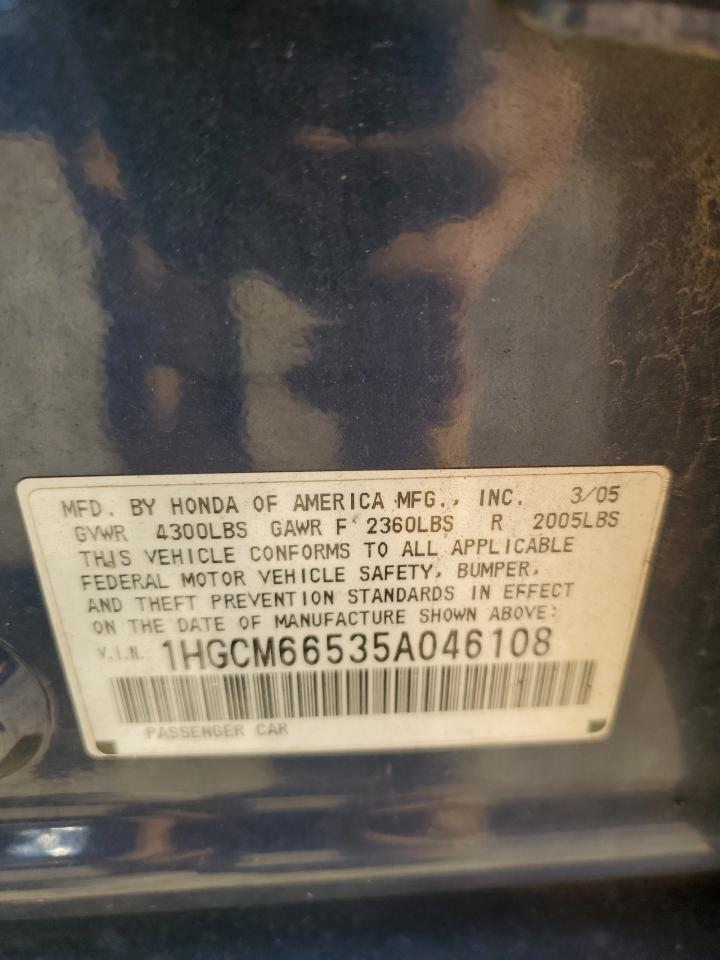 MFD. BY HONDA OF AMERICA MFG., INC. 3/05
GVWR 4300LBS GAWR F 2360LBS R 2005LBS
THIS VEHICLE CONFORMS TO ALL APPLICABLE
FEDERAL MOTOR VEHICLE SAFETY, BUMPER,
AND THEFT PREVENTION STANDARDS IN EFFECT
ON THE DATE OF MANUFACTURE SHOWN ABOVE:
V.I.N. 1HGCM66535A046108
PASSENGER CAR